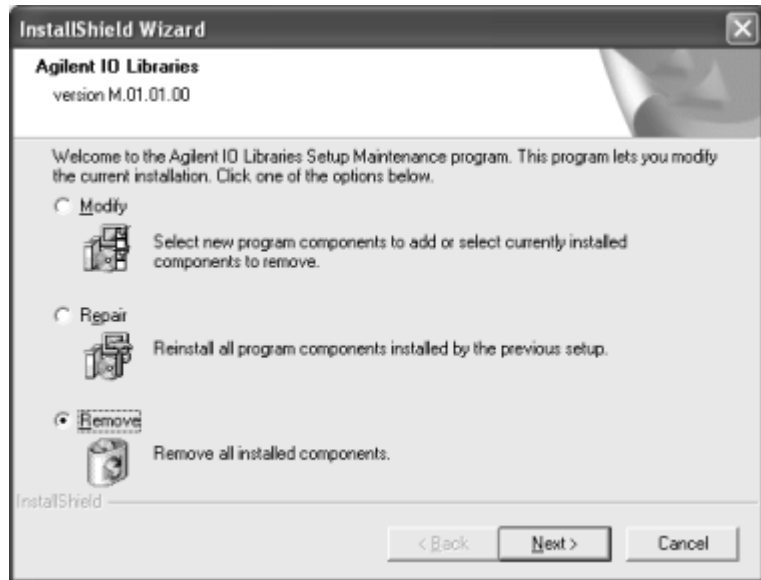 InstallShield Wizard
Agilent IO Libraries
version M.01.01.00
Welcome to the Agilent IO Libraries Setup Maintenance program. This program lets you modify
the current installation. Click one of the options below.
Modify
Select new program components to add or select currently installed
components to remove.
Repair
Reinstall all program components installed by the previous setup.
Remove
Remove all installed components.
InstallShield
< Back Next > Cancel